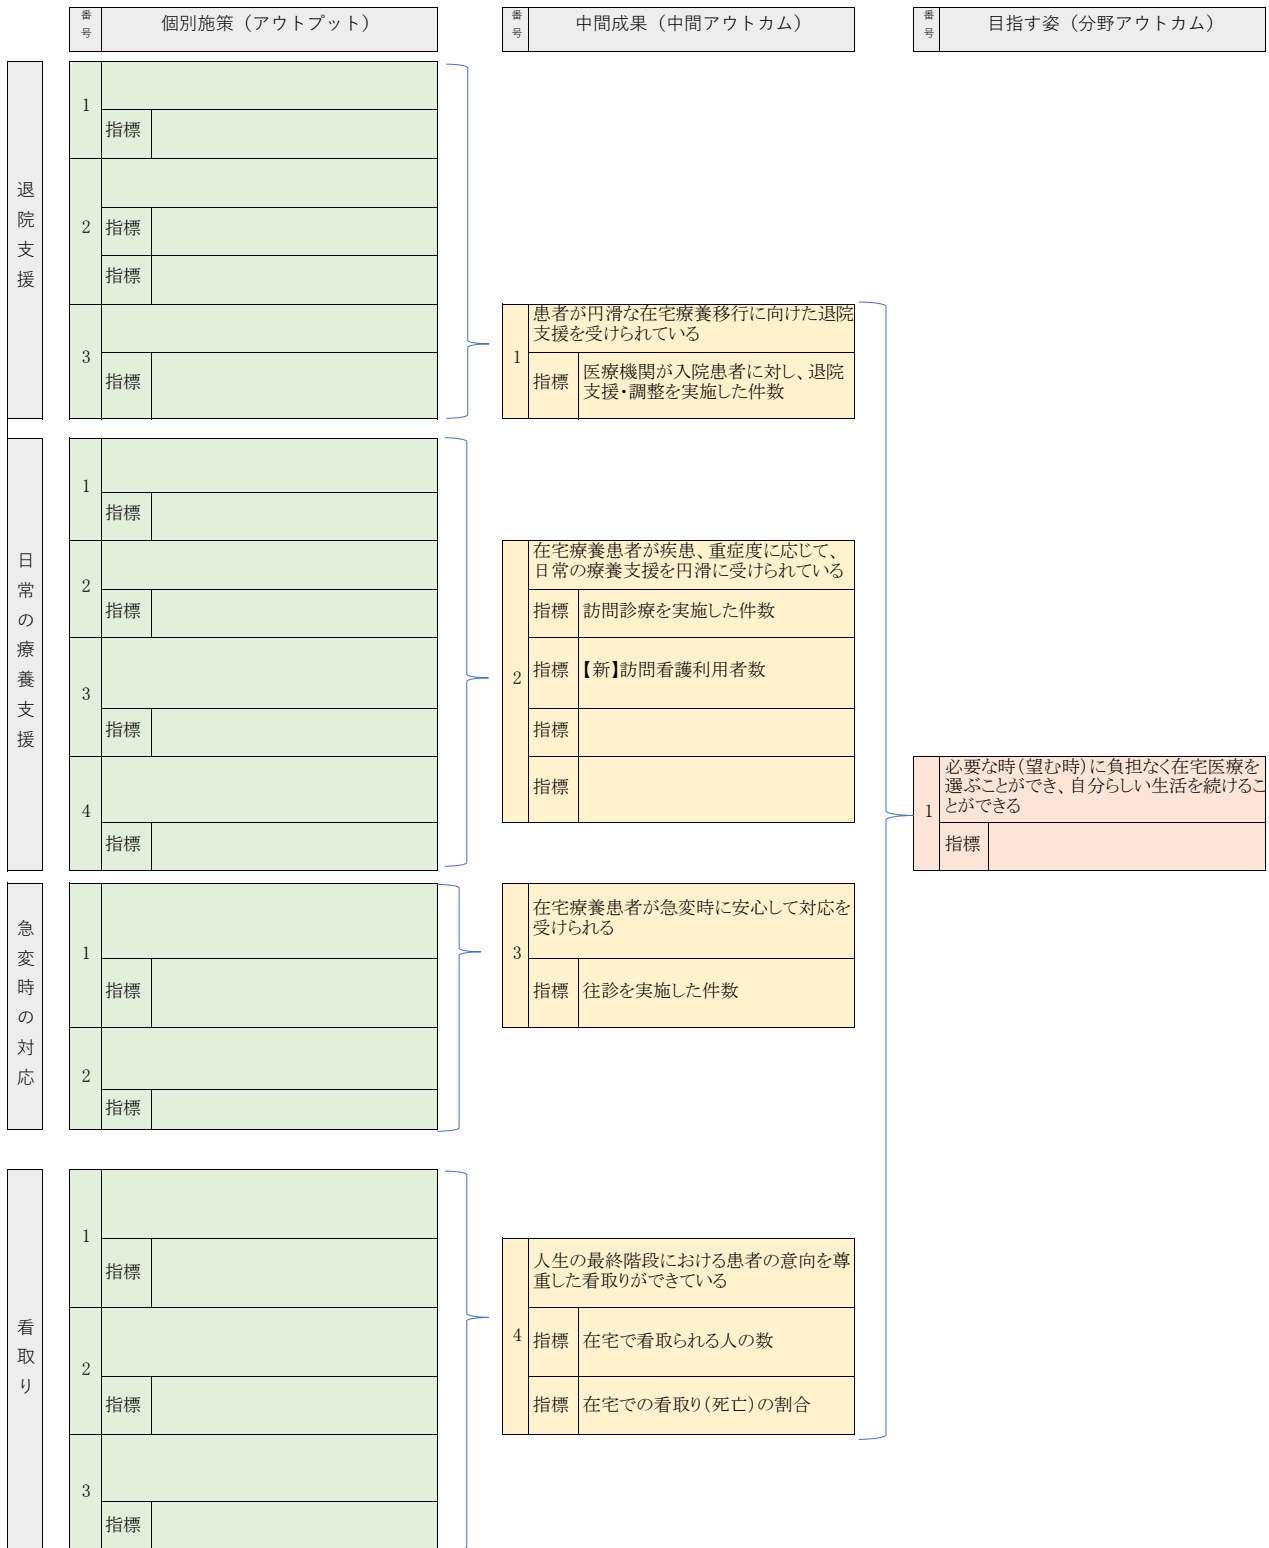 番号
個別施策（アウトプット）
番号
中間成果（中間アウトカム）
番号
目指す姿（分野アウトカム）
退院支援
1
指標
2
指標
指標
3
指標
1
患者が円滑な在宅療養移行に向けた退院
支援を受けられている
指標
医療機関が入院患者に対し、退院
支援・調整を実施した件数
日常の療養支援
1
指標
2
指標
3
指標
4
指標
2
在宅療養患者が疾患、重症度に応じて、
日常の療養支援を円滑に受けられている
指標
訪問診療を実施した件数
指標
【新】訪問看護利用者数
指標
指標
1
必要な時（望む時）に負担なく在宅医療を
選ぶことができ、自分らしい生活を続けるこ
とができる
指標
急変時の対応
1
指標
2
指標
3
在宅療養患者が急変時に安心して対応を
受けられる
指標
往診を実施した件数
看取り
1
指標
2
指標
3
指標
4
人生の最終階段における患者の意向を尊
重した看取りができている
指標
在宅で看取られる人の数
指標
在宅での看取り（死亡）の割合